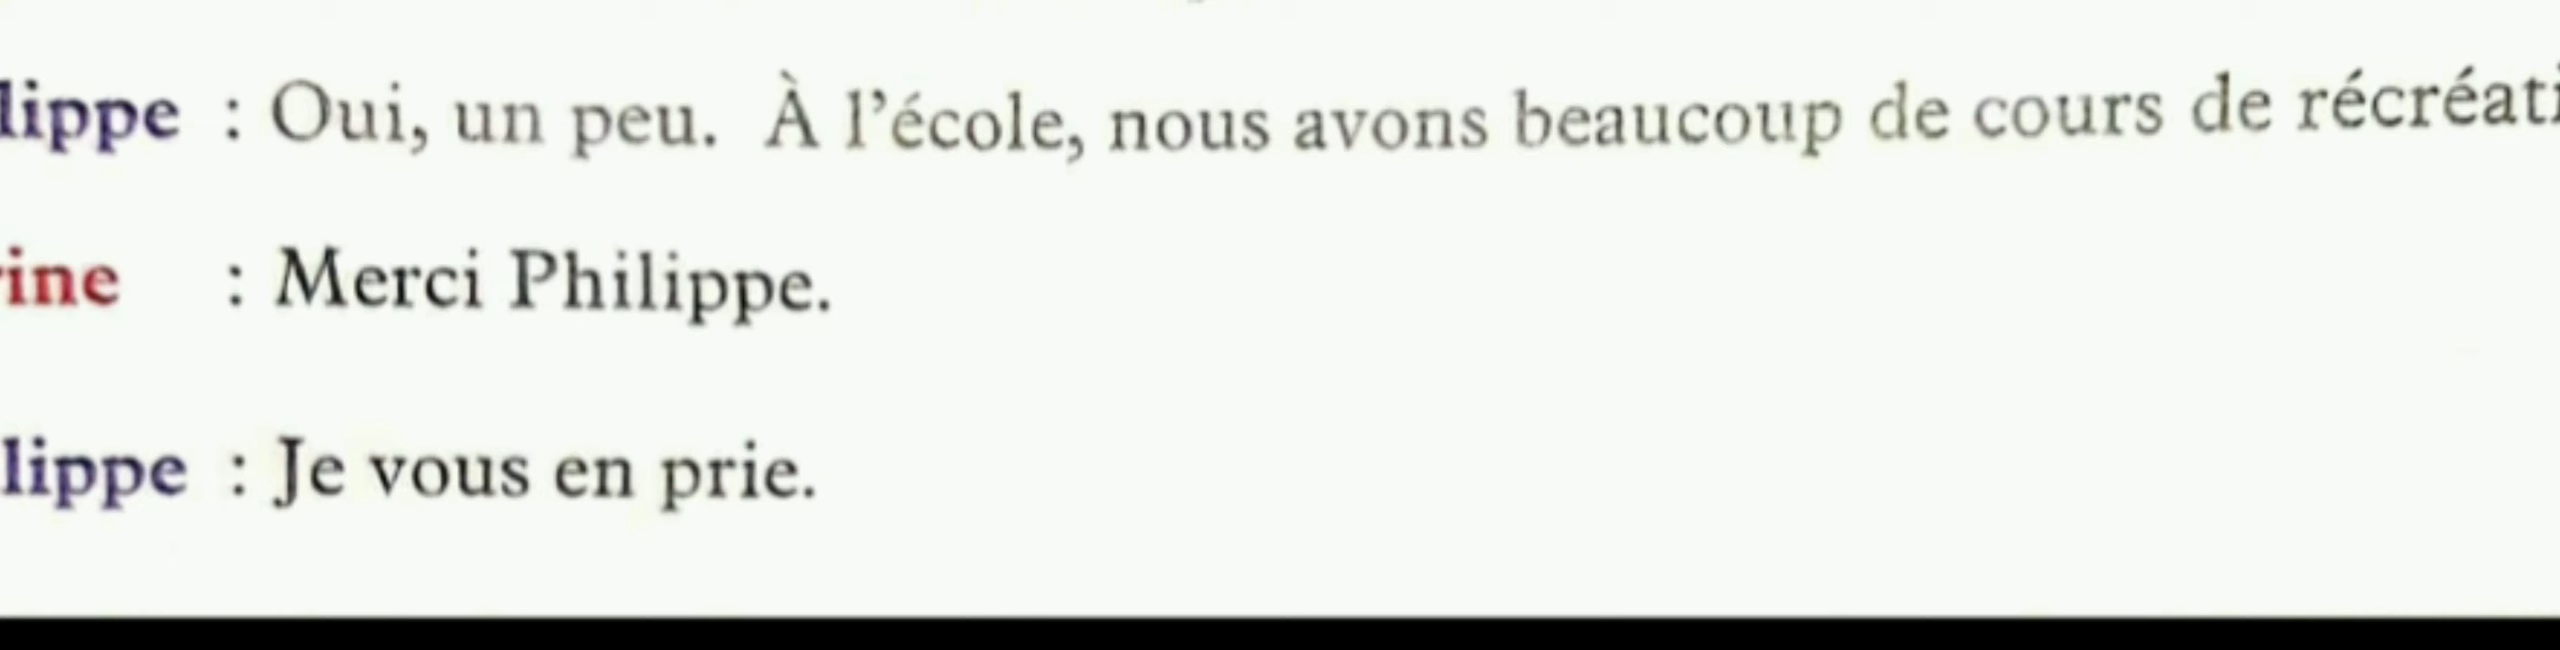 lippe : Oui, un peu. À l'école, nous avons beaucoup de cours de récréati
ine : Merci Philippe.
lippe : Je vous en prie.